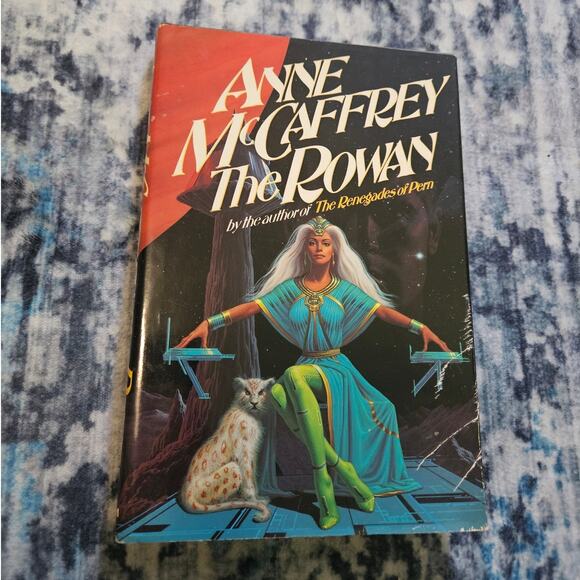 ANNE
McCAFFREY
The ROWAN
by the author of The Renegades of Pern